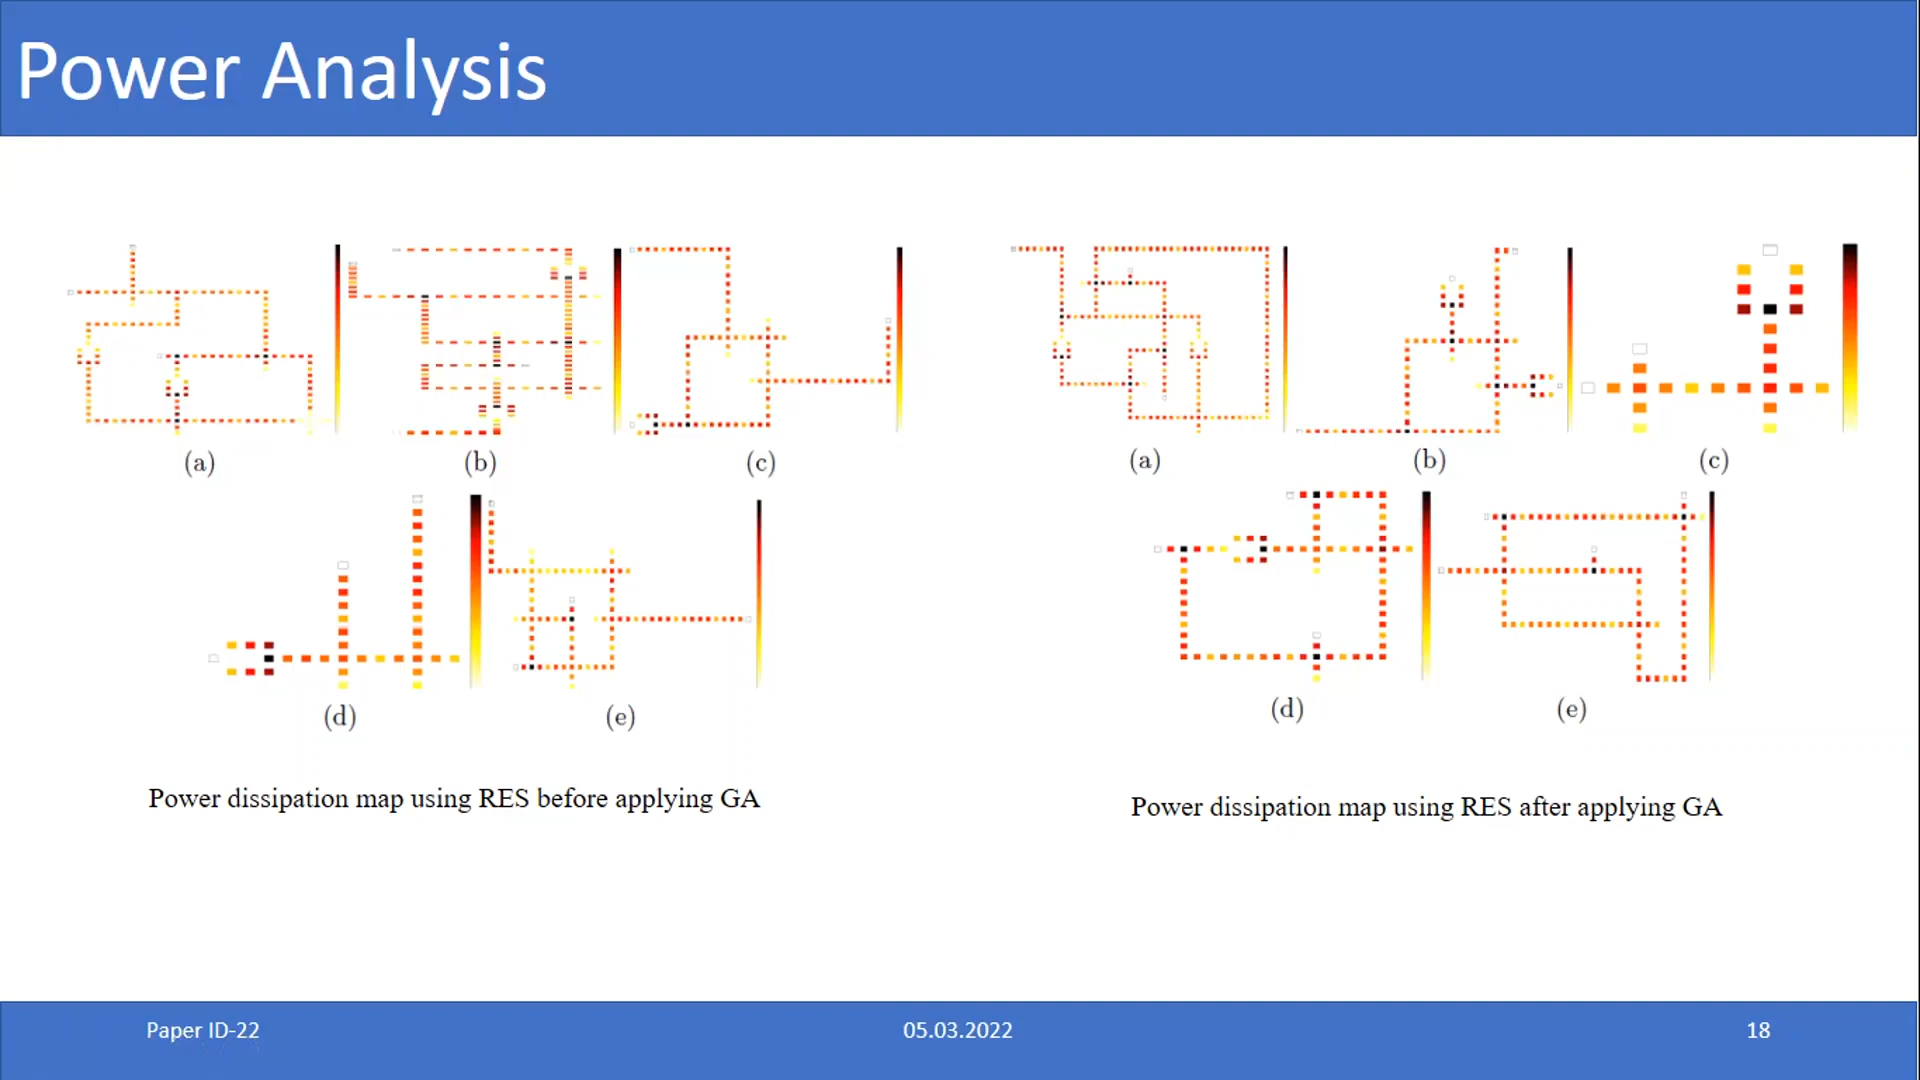 Power Analysis
(a)
(b)
(c)
(d)
(e)
Power dissipation map using RES before applying GA
(a)
(b)
(c)
(d)
(e)
Power dissipation map using RES after applying GA
Paper ID-22
05.03.2022
18